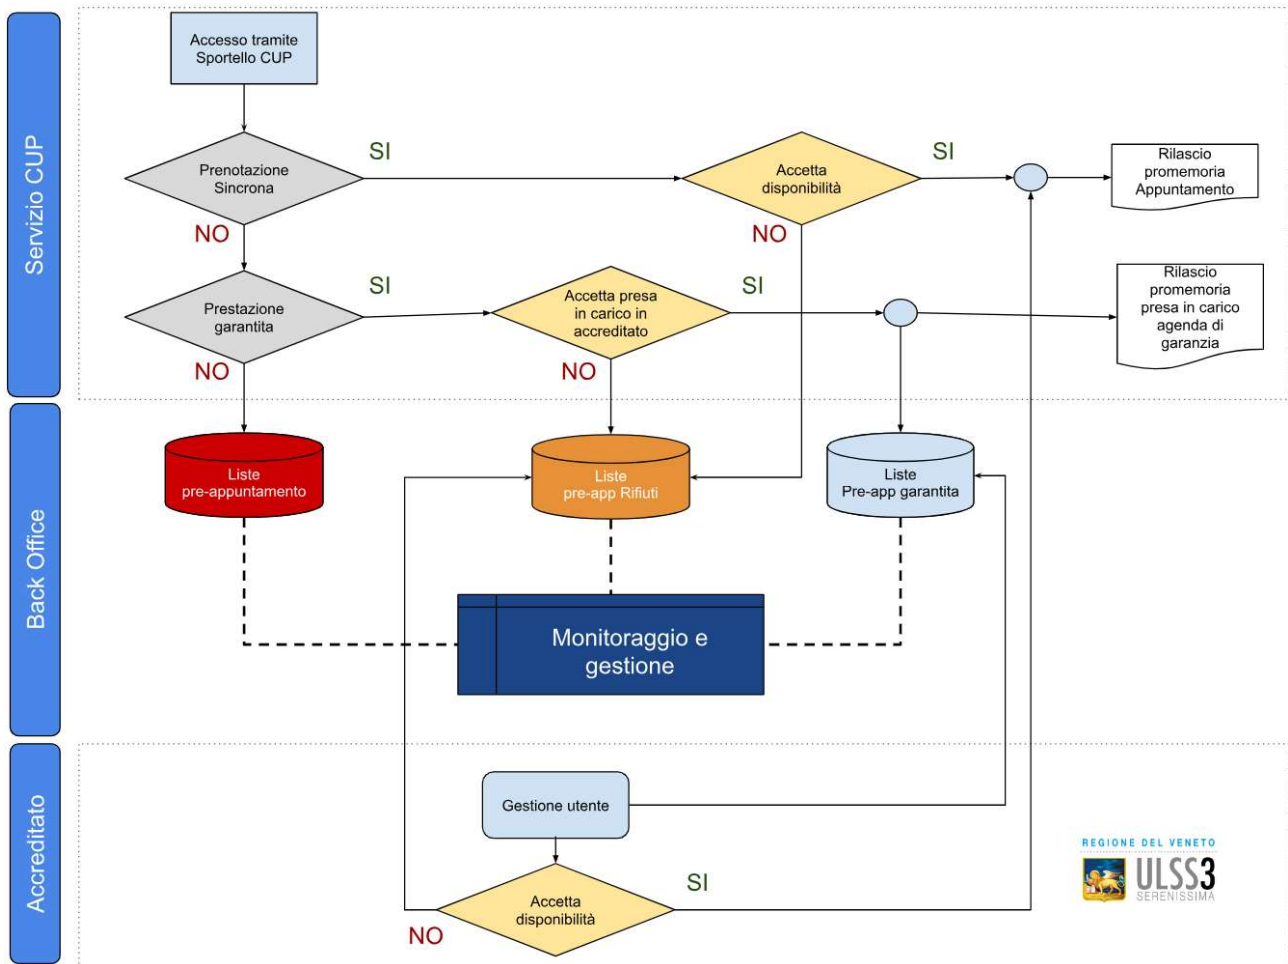 Servizio CUP
Accesso tramite
Sportello CUP
Prenotazione
Sincrona
SI
NO
Accetta
disponibilità
SI
NO
Rilascio
promemoria
Appuntamento
Prestazione
garantita
SI
NO
Accetta presa
in carico in
accreditato
SI
NO
Rilascio
promemoria
presa in carico
agenda di
garanzia
Back Office
Liste
pre-appuntamento
Liste
pre-app Rifiuti
Liste
Pre-app garantita
Monitoraggio e
gestione
Accreditato
Gestione utente
Accetta
disponibilità
SI
NO
REGIONE DEL VENETO
ULSS3
SERENISSIMA